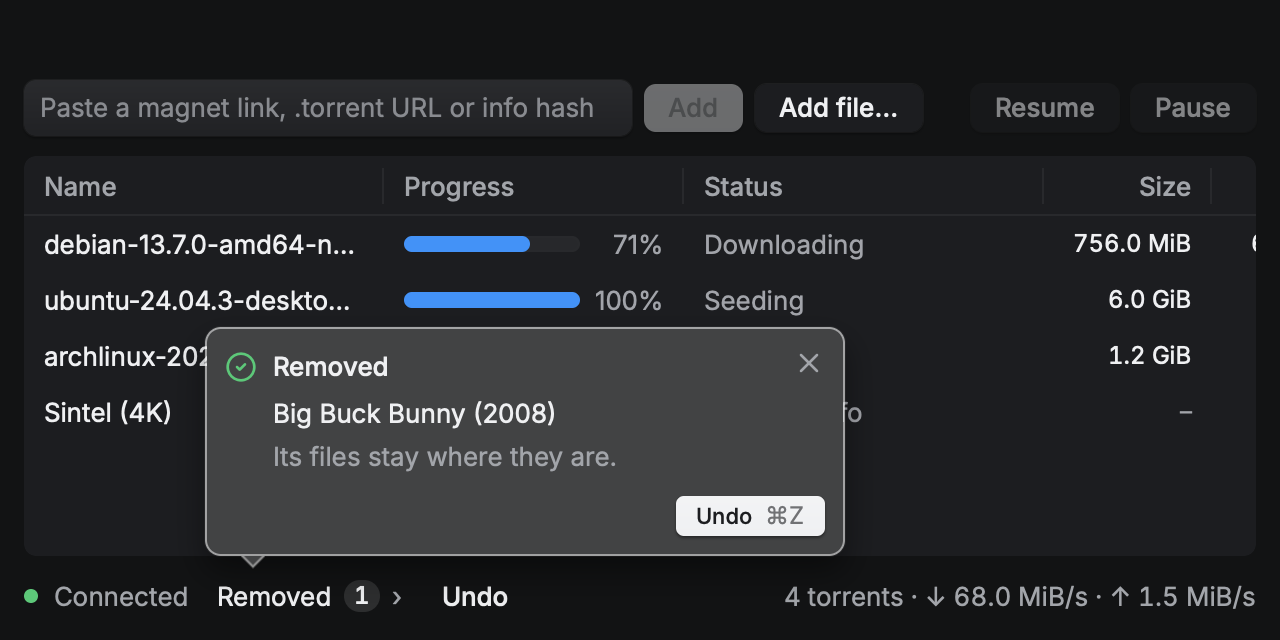 Paste a magnet link, .torrent URL or info hash Add Add file... Resume Pause
Name Progress Status Size
debian-13.7.0-amd64-n... 71% Downloading 756.0 MiB
ubuntu-24.04.3-deskto... 100% Seeding 6.0 GiB
archlinux-202 1.2 GiB
Sintel (4K) fo –
Removed
Big Buck Bunny (2008)
Its files stay where they are.
Undo ⌘Z
Connected Removed 1 › Undo 4 torrents · ↓ 68.0 MiB/s · ↑ 1.5 MiB/s